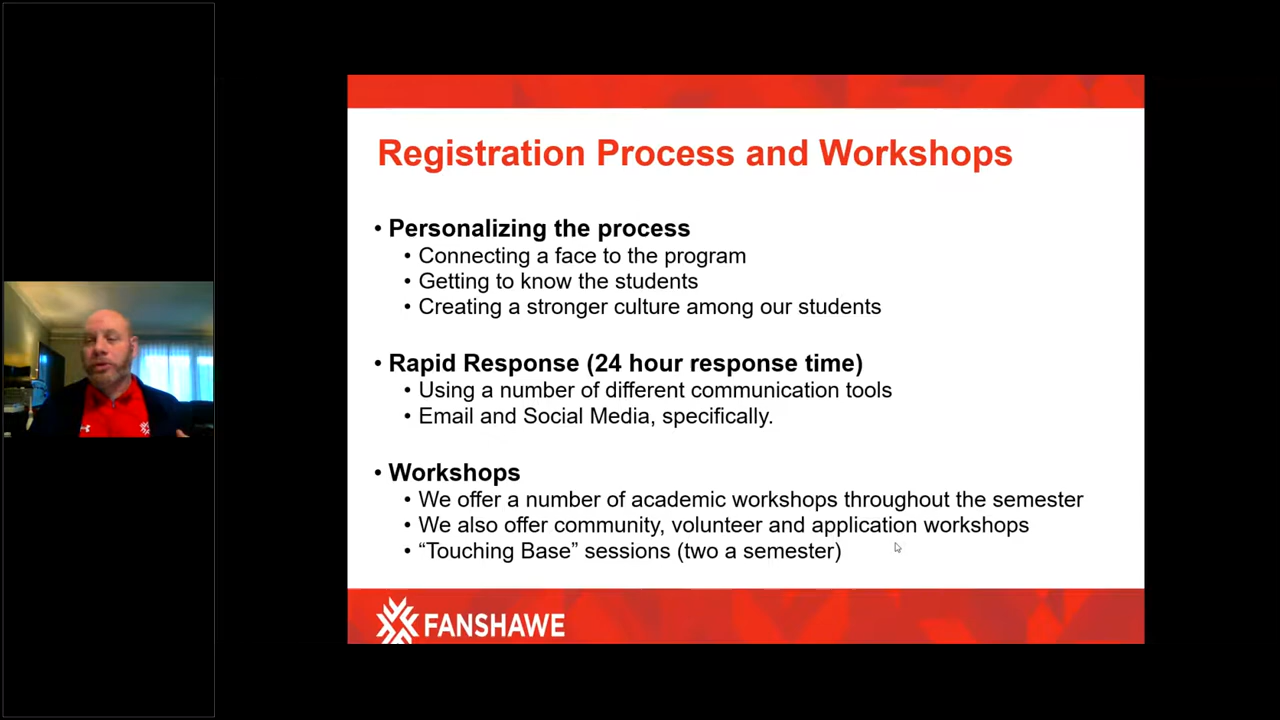 Registration Process and Workshops
• Personalizing the process
• Connecting a face to the program
• Getting to know the students
• Creating a stronger culture among our students
• Rapid Response (24 hour response time)
• Using a number of different communication tools
• Email and Social Media, specifically.
• Workshops
• We offer a number of academic workshops throughout the semester
• We also offer community, volunteer and application workshops
• “Touching Base” sessions (two a semester)
FANSHAWE